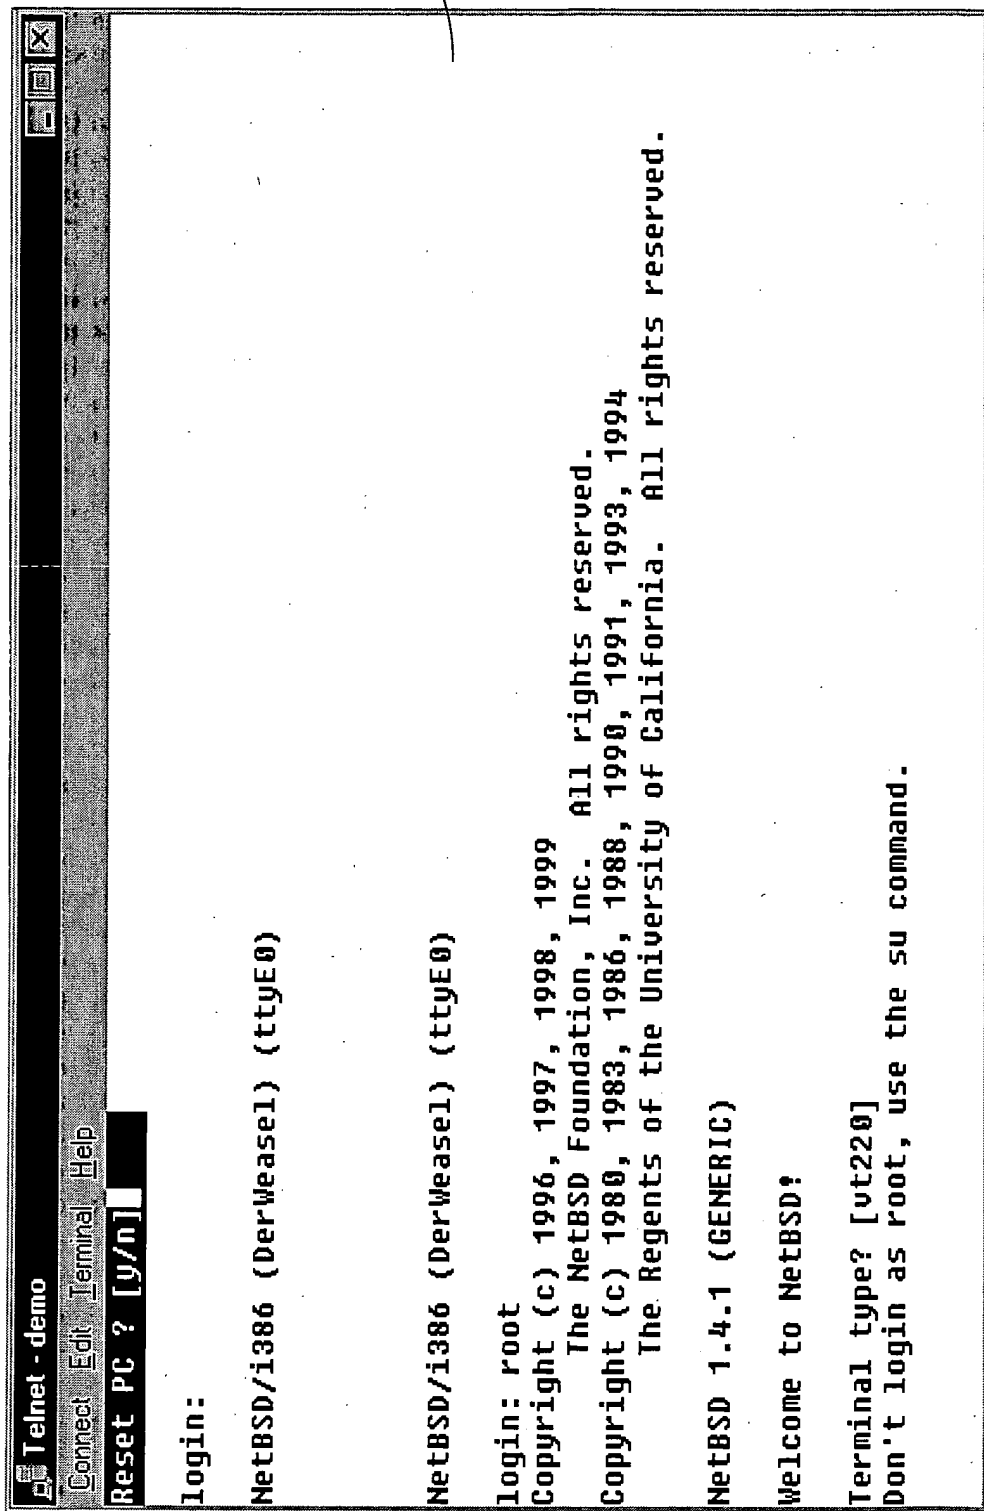 Telnet - demo
Connect Edit Terminal Help
Reset PC ? [y/n]
login:
NetBSD/i386 (DerWeasel) (ttyE0)
NetBSD/i386 (DerWeasel) (ttyE0)
login: root
Copyright (c) 1996, 1997, 1998, 1999
The NetBSD Foundation, Inc.  All rights reserved.
Copyright (c) 1980, 1983, 1986, 1988, 1990, 1991, 1993, 1994
The Regents of the University of California.  All rights reserved.
NetBSD 1.4.1 (GENERIC)
Welcome to NetBSD!
Terminal type? [vt220]
Don't login as root, use the su command.